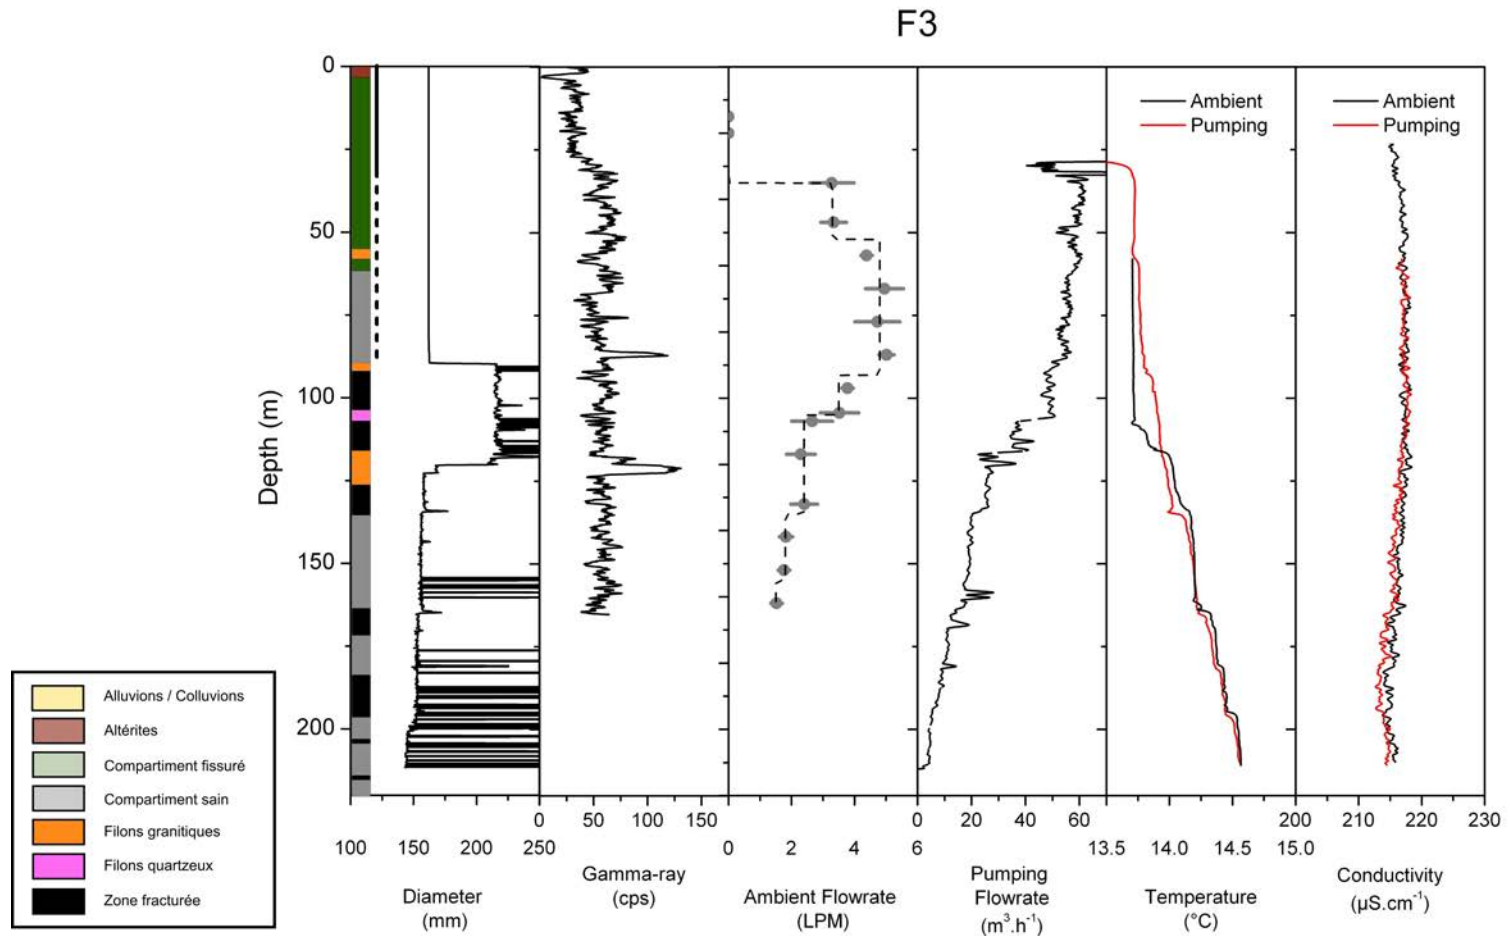 F3
0
50
100
150
200
Depth (m)
Ambient
Pumping
Ambient
Pumping
Alluvions / Colluvions
Altérites
Compartiment fissuré
Compartiment sain
Filons granitiques
Filons quartzeux
Zone fracturée
0 50 100 150 0 2 4 0 20 40 60 200 210 220 230
100 150 200 250 6 13.5 14.0 14.5 15.0
Diameter
(mm)
Gamma-ray
(cps)
Ambient Flowrate
(LPM)
Pumping
Flowrate
(m³.h⁻¹)
Temperature
(°C)
Conductivity
(µS.cm⁻¹)